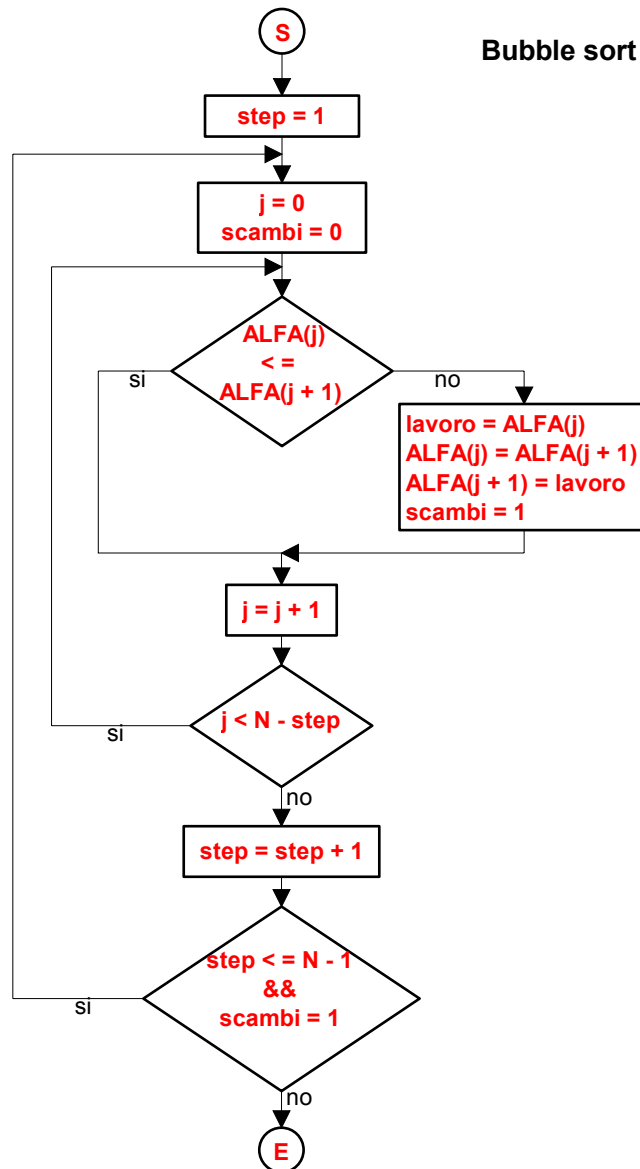 S
Bubble sort
step = 1
j = 0
scambi = 0
ALFA(j)
< =
ALFA(j + 1)
si
no
lavoro = ALFA(j)
ALFA(j) = ALFA(j + 1)
ALFA(j + 1) = lavoro
scambi = 1
j = j + 1
j < N - step
si
no
step = step + 1
step < = N - 1
&&
scambi = 1
si
no
E